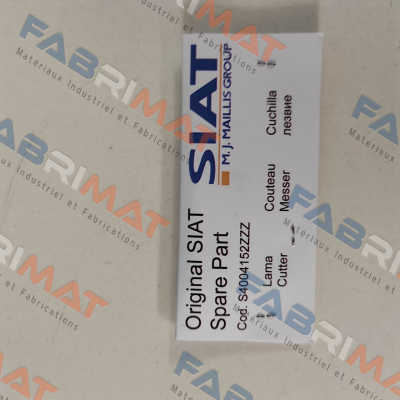 SIAT
M.J. MAILLIS GROUP
Original SIAT
Spare Part
Cod. S4004152ZZZ
Lama Couteau Cuchilla
Cutter Messer лезвие
FABRIMAT
Materiaux Industriel et Fabrications